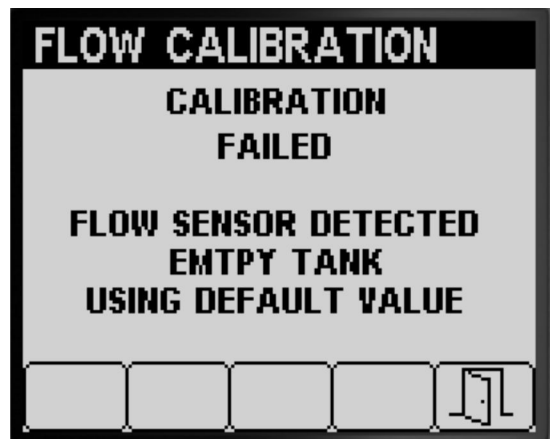 FLOW CALIBRATION
CALIBRATION
FAILED
FLOW SENSOR DETECTED
EMTPY TANK
USING DEFAULT VALUE